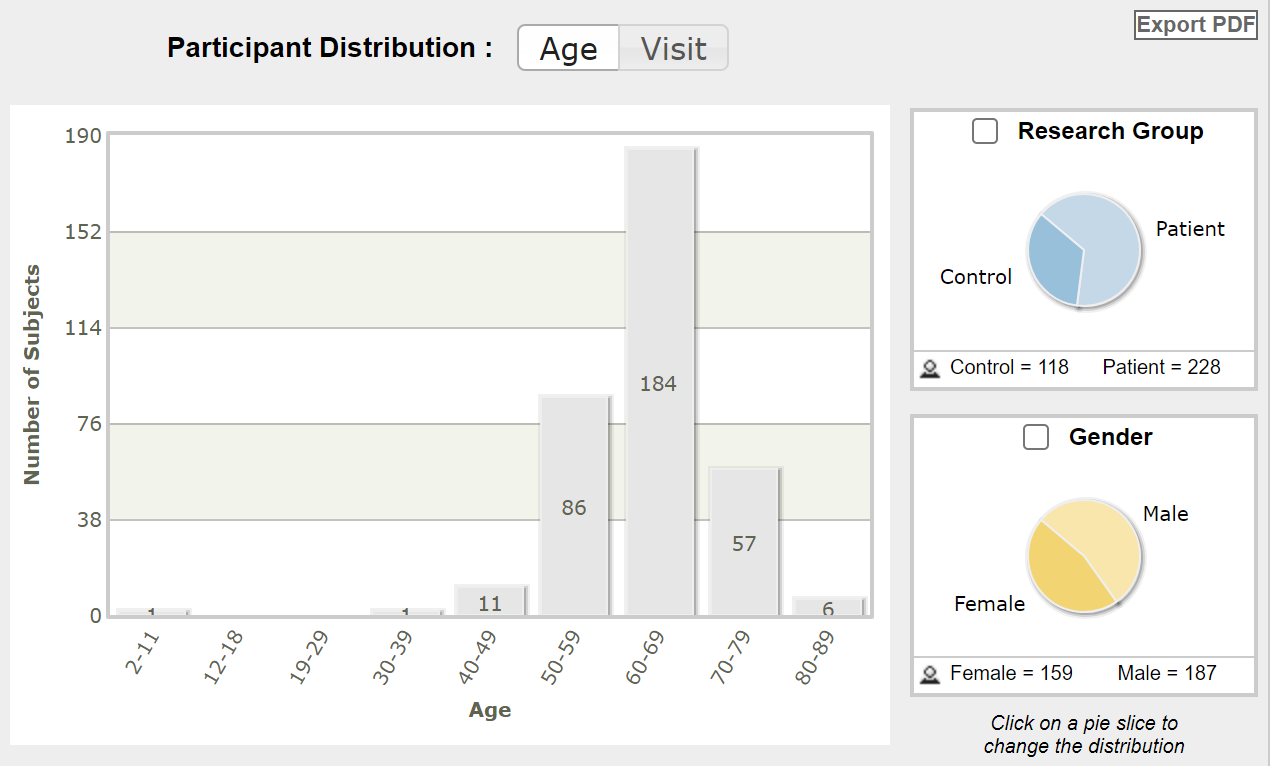 Participant Distribution :
Age
Visit
Export PDF
190
152
114
76
38
0
Number of Subjects
1
1
11
86
184
57
6
2-11
12-18
19-29
30-39
40-49
50-59
60-69
70-79
80-89
Age
Research Group
Patient
Control
Control = 118 Patient = 228
Gender
Male
Female
Female = 159 Male = 187
Click on a pie slice to
change the distribution